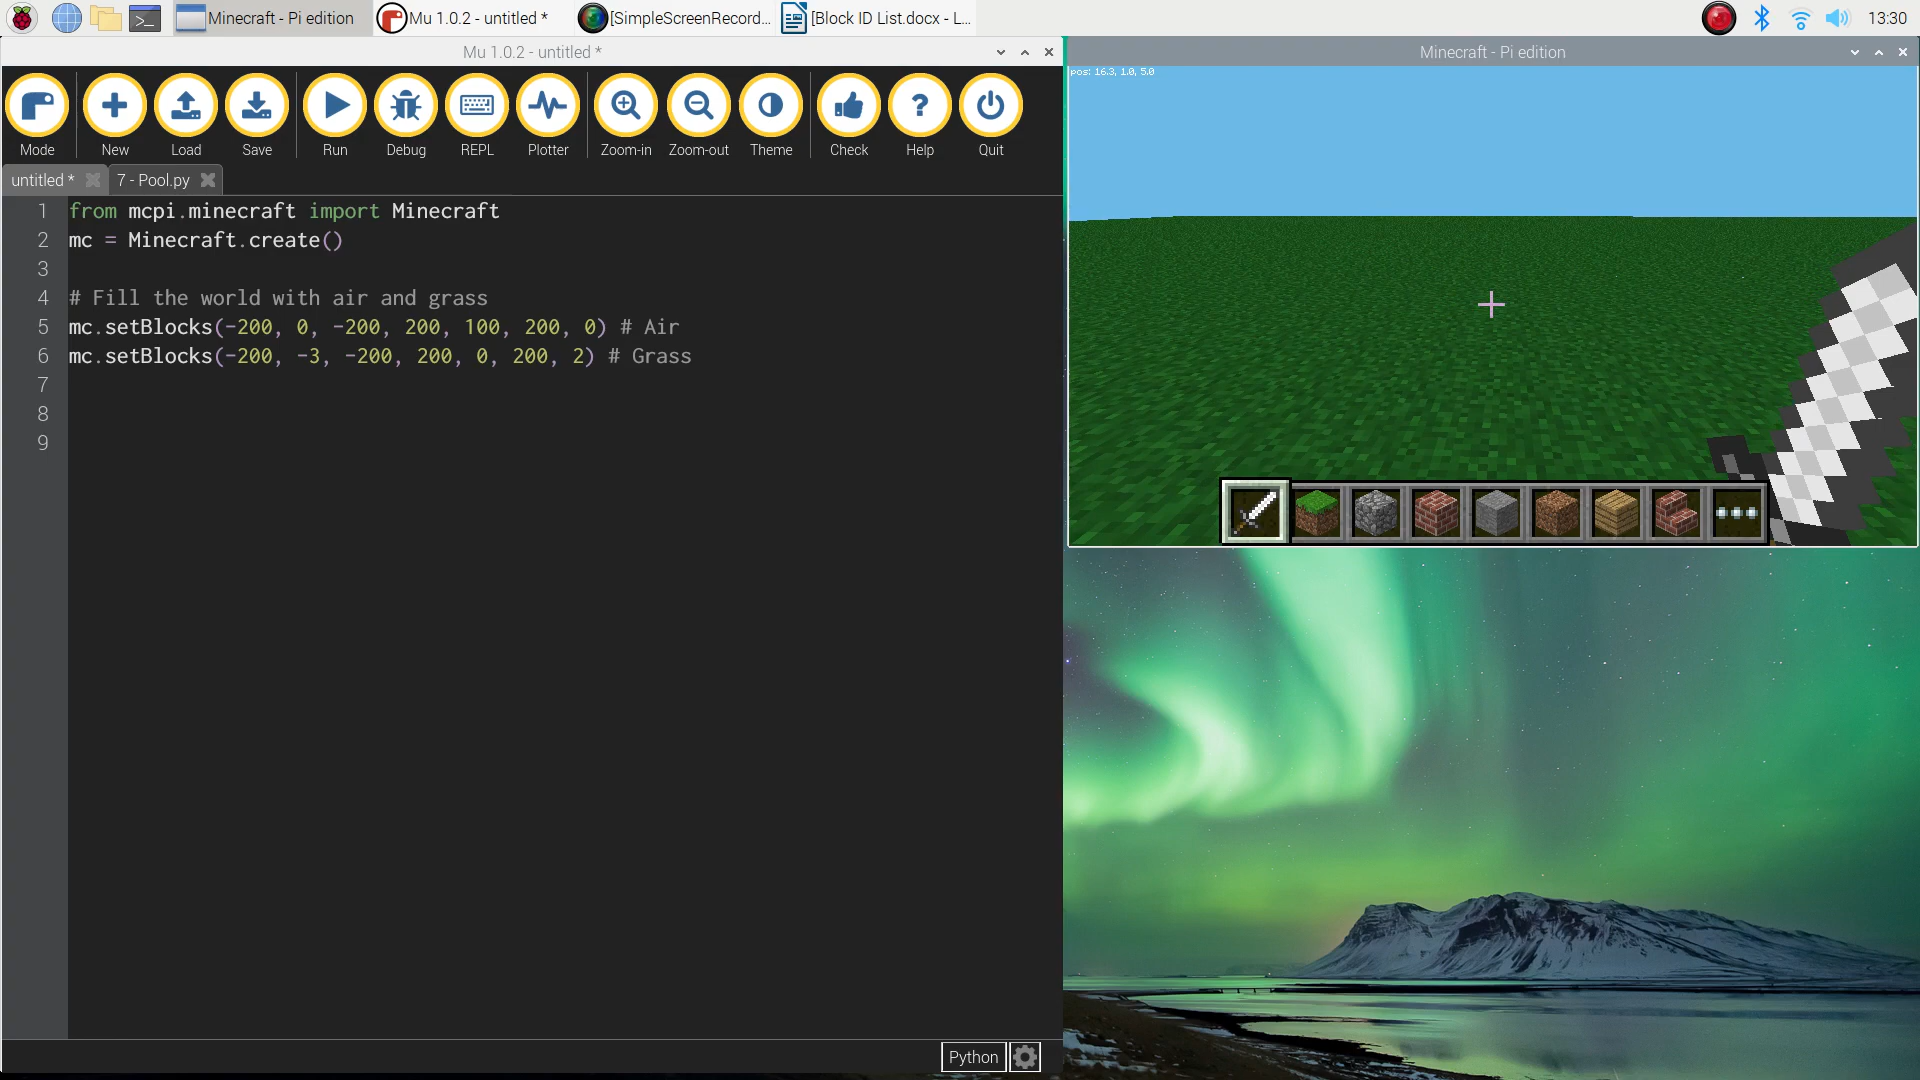 Minecraft - Pi edition
Mu 1.0.2 - untitled *
[SimpleScreenRecord...
[Block ID List.docx - L...
13:30
Mu 1.0.2 - untitled *
Minecraft - Pi edition
Mode
New
Load
Save
Run
Debug
REPL
Plotter
Zoom-in
Zoom-out
Theme
Check
Help
Quit
untitled *
7 - Pool.py
1 from mcpi.minecraft import Minecraft
2 mc = Minecraft.create()
3
4 # Fill the world with air and grass
5 mc.setBlocks(-200, 0, -200, 200, 100, 200, 0) # Air
6 mc.setBlocks(-200, -3, -200, 200, 0, 200, 2) # Grass
7
8
9
Python
pos: 16.3, 1.0, 5.0